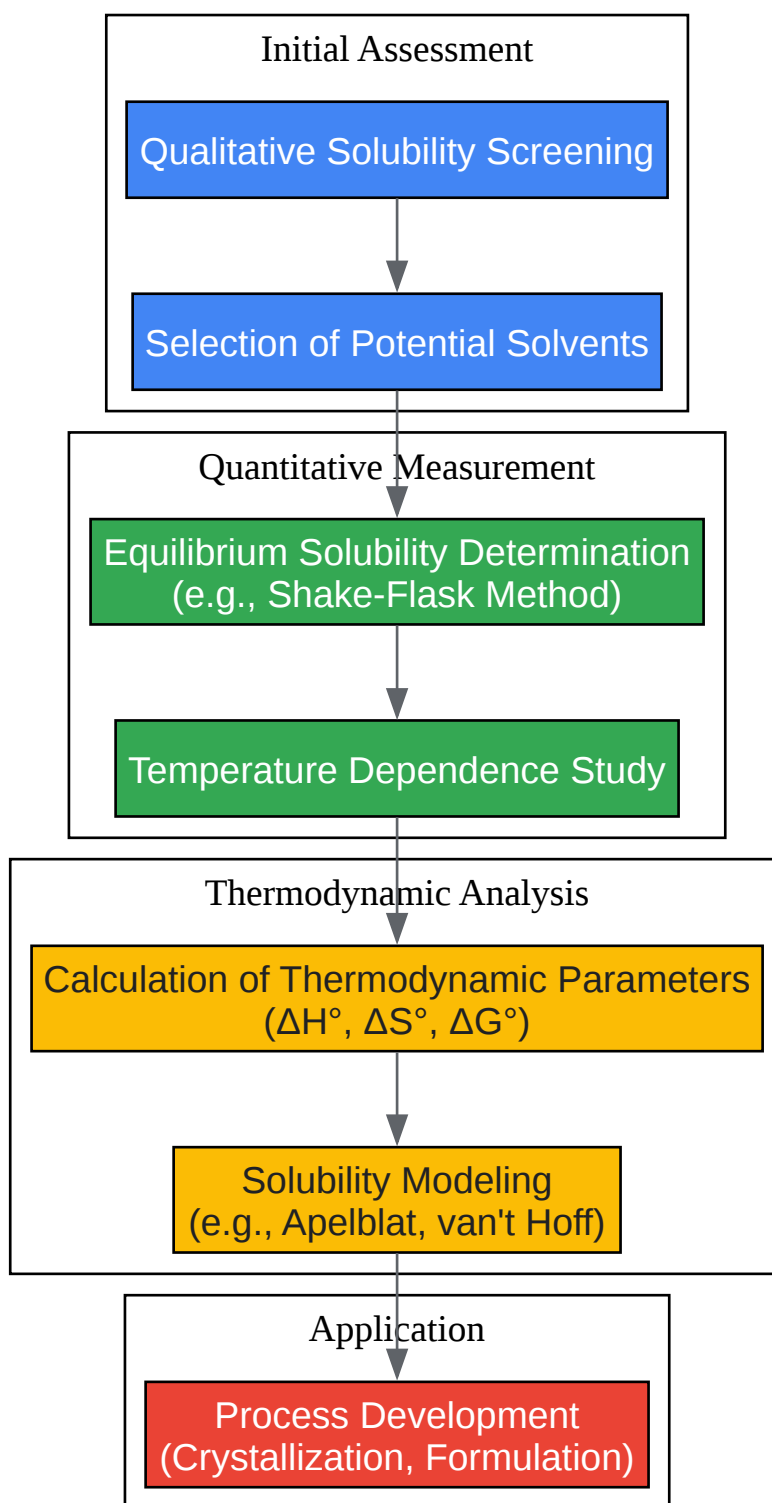 Initial Assessment
Qualitative Solubility Screening
Selection of Potential Solvents
Quantitative Measurement
Equilibrium Solubility Determination
(e.g., Shake-Flask Method)
Temperature Dependence Study
Thermodynamic Analysis
Calculation of Thermodynamic Parameters
(ΔH°, ΔS°, ΔG°)
Solubility Modeling
(e.g., Apelblat, van't Hoff)
Application
Process Development
(Crystallization, Formulation)